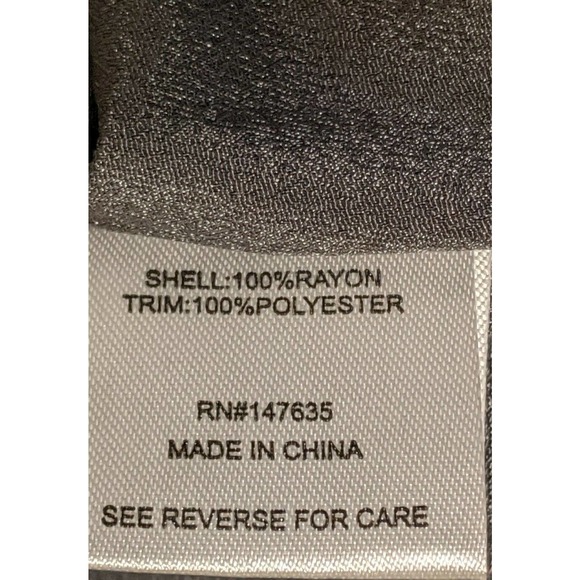 SHELL:100%RAYON
TRIM:100%POLYESTER
RN#147635
MADE IN CHINA
SEE REVERSE FOR CARE